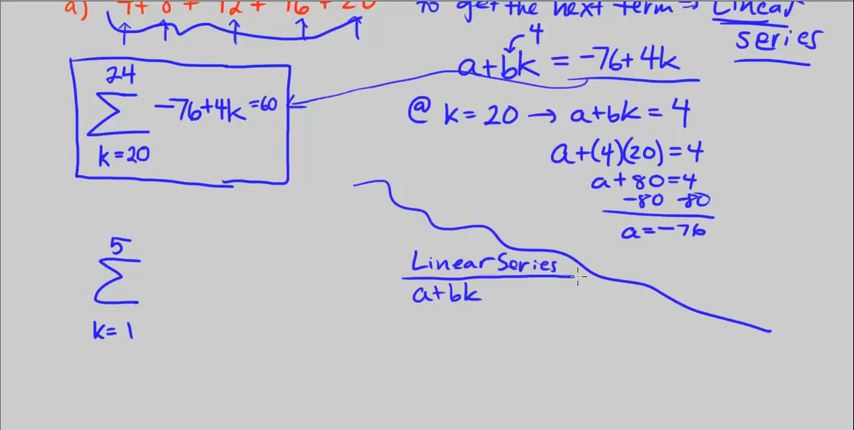 a) 4+ 8 + 12 + 16 + 20
to get the next term ⇒ Linear
series
4
a+bk = -76+4k
24
∑ -76+4k =60
k=20
@ k=20 → a+bk = 4
a+(4)(20)=4
a+80=4
-80 -80
a=-76
5
∑
k=1
Linear Series
a+bk